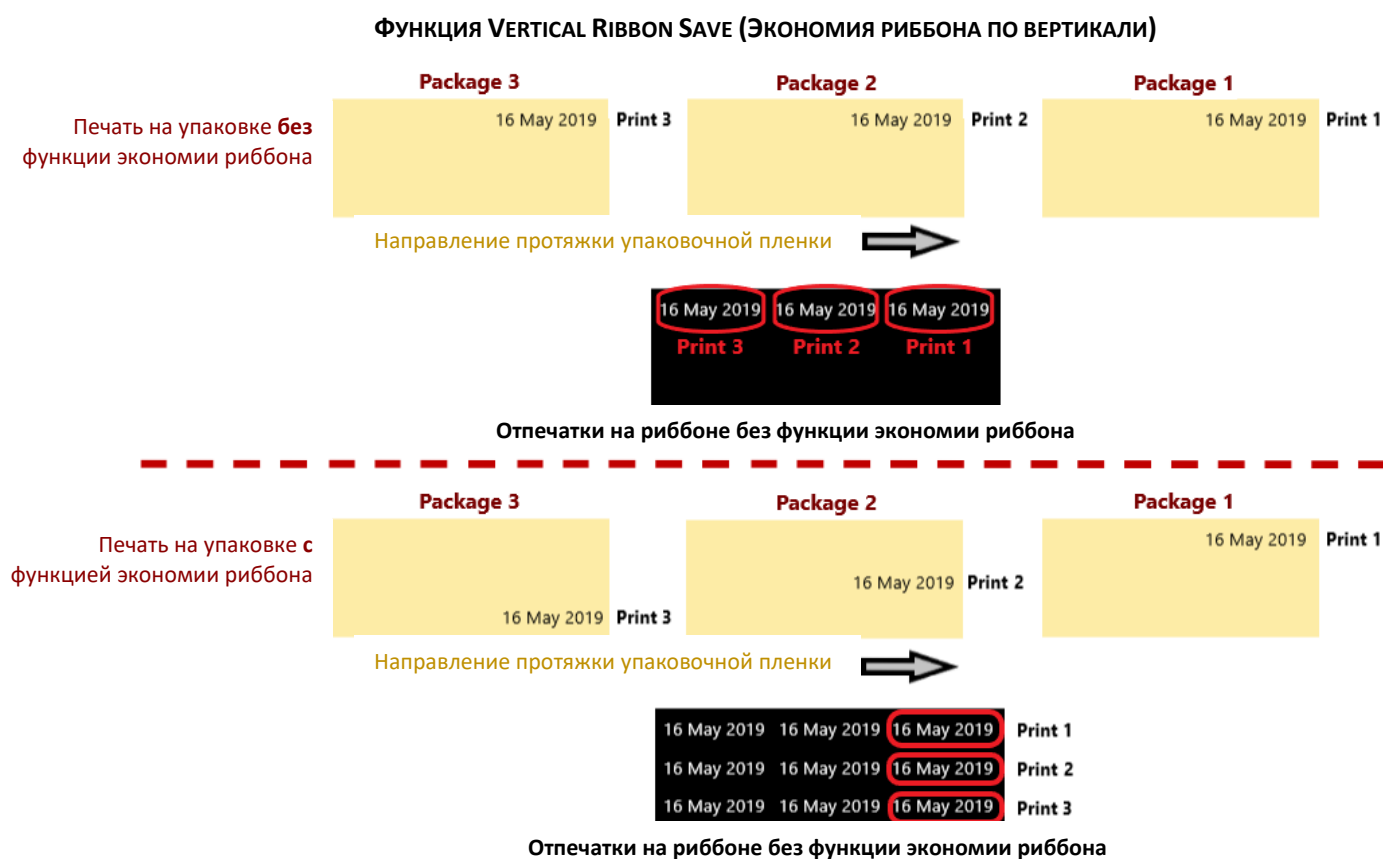 Функция Vertical Ribbon Save (Экономия риббона по вертикали)
Package 3 Package 2 Package 1
Печать на упаковке без
функции экономии риббона
16 May 2019 Print 3 16 May 2019 Print 2 16 May 2019 Print 1
Направление протяжки упаковочной пленки
16 May 2019 16 May 2019 16 May 2019
Print 3 Print 2 Print 1
Отпечатки на риббоне без функции экономии риббона
Package 3 Package 2 Package 1
Печать на упаковке с
функцией экономии риббона
16 May 2019 Print 1
16 May 2019 Print 2
16 May 2019 Print 3
Направление протяжки упаковочной пленки
16 May 2019 16 May 2019 16 May 2019 Print 1
16 May 2019 16 May 2019 16 May 2019 Print 2
16 May 2019 16 May 2019 16 May 2019 Print 3
Отпечатки на риббоне без функции экономии риббона